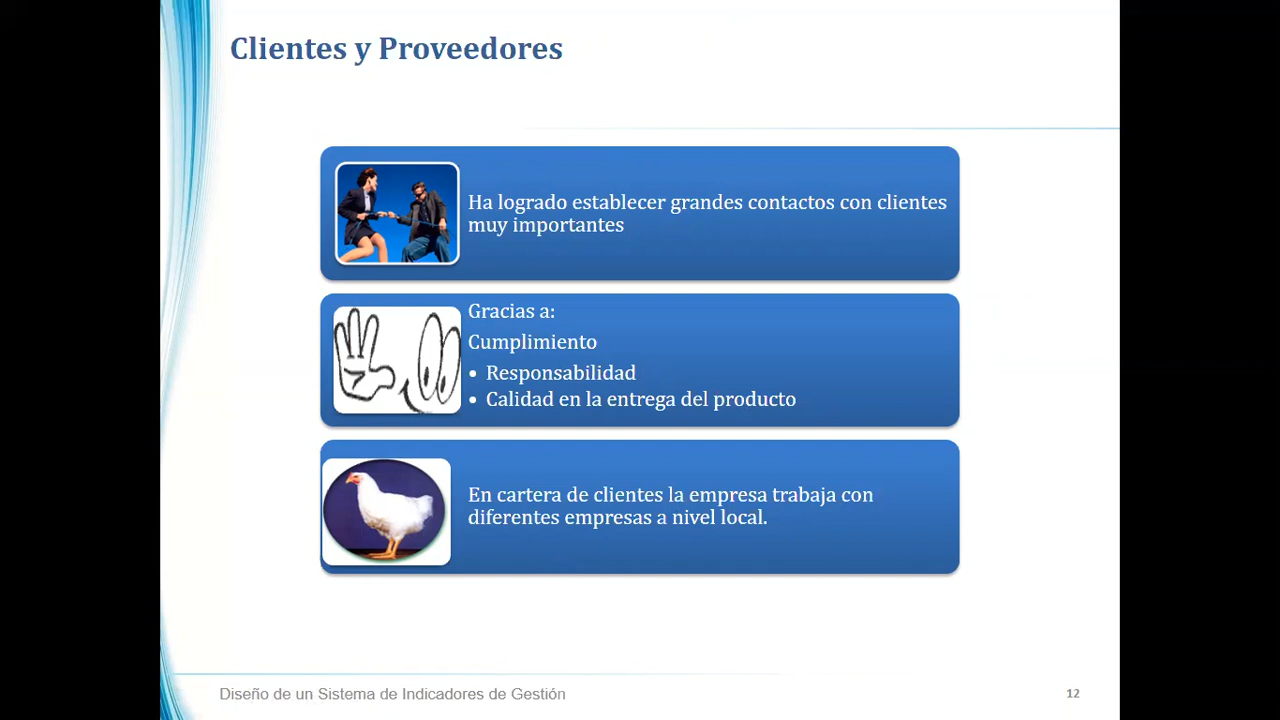 Clientes y Proveedores
Ha logrado establecer grandes contactos con clientes
muy importantes
Gracias a:
Cumplimiento
• Responsabilidad
• Calidad en la entrega del producto
En cartera de clientes la empresa trabaja con
diferentes empresas a nivel local.
Diseño de un Sistema de Indicadores de Gestión
12